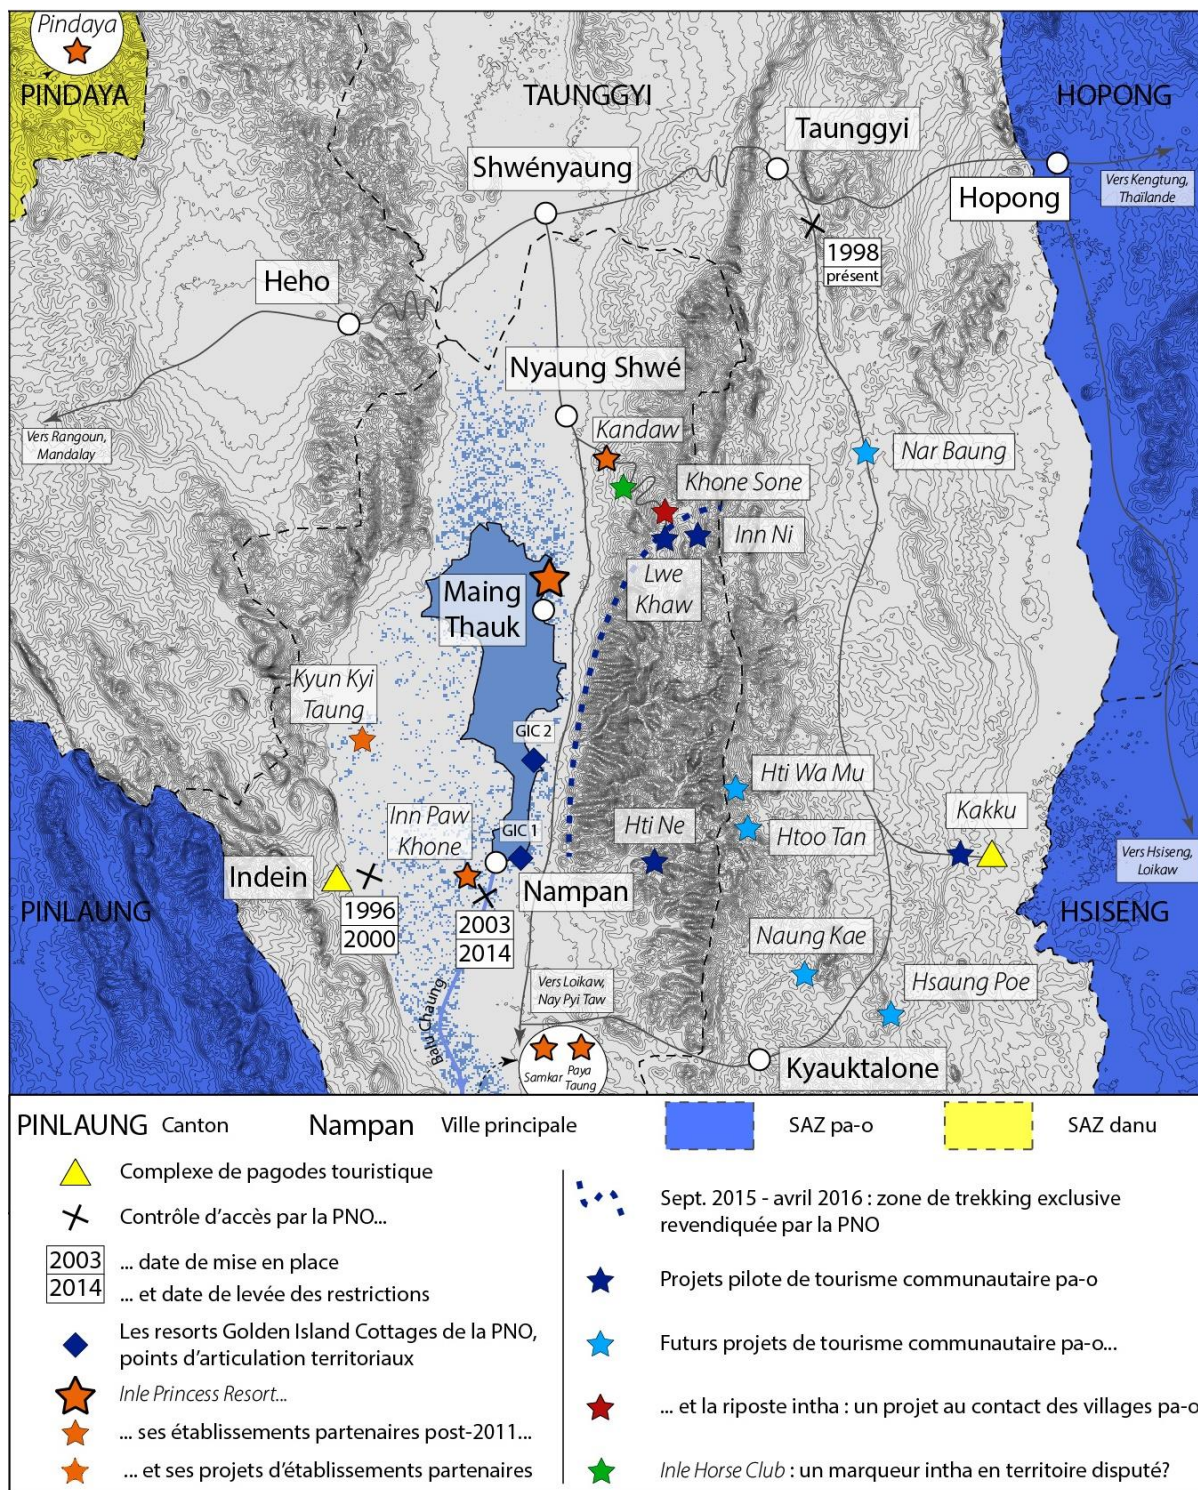 Pindaya
PINDAYA
TAUNGGYI
HOPONG
Taunggyi
Shwényaung
Hopong
Vers Kengtung,
Thaïlande
1998
présent
Heho
Nyaung Shwé
Vers Rangoun,
Mandalay
Kandaw
Nar Baung
Khone Sone
Inn Ni
Lwe
Khaw
Maing
Thauk
Kyun Kyi
Taung
GIC 2
Hti Wa Mu
Inn Paw
Khone
GIC 1
Hti Ne
Htoo Tan
Kakku
Vers Hsiseng,
Loikaw
Indein
Nampan
PINLAUNG
1996
2000
2003
2014
HSISENG
Naung Kae
Hsaung Poe
Vers Loikaw,
Nay Pyi Taw
Balu Chaung
Samkar
Paya
Taung
Kyauktalone
PINLAUNG Canton
Nampan Ville principale
SAZ pa-o
SAZ danu
Complexe de pagodes touristique
Contrôle d'accès par la PNO...
2003 ... date de mise en place
2014 ... et date de levée des restrictions
Les resorts Golden Island Cottages de la PNO,
points d'articulation territoriaux
Inle Princess Resort...
... ses établissements partenaires post-2011...
... et ses projets d'établissements partenaires
Sept. 2015 - avril 2016 : zone de trekking exclusive
revendiquée par la PNO
Projets pilote de tourisme communautaire pa-o
Futurs projets de tourisme communautaire pa-o...
... et la riposte intha : un projet au contact des villages pa-o
Inle Horse Club : un marqueur intha en territoire disputé?